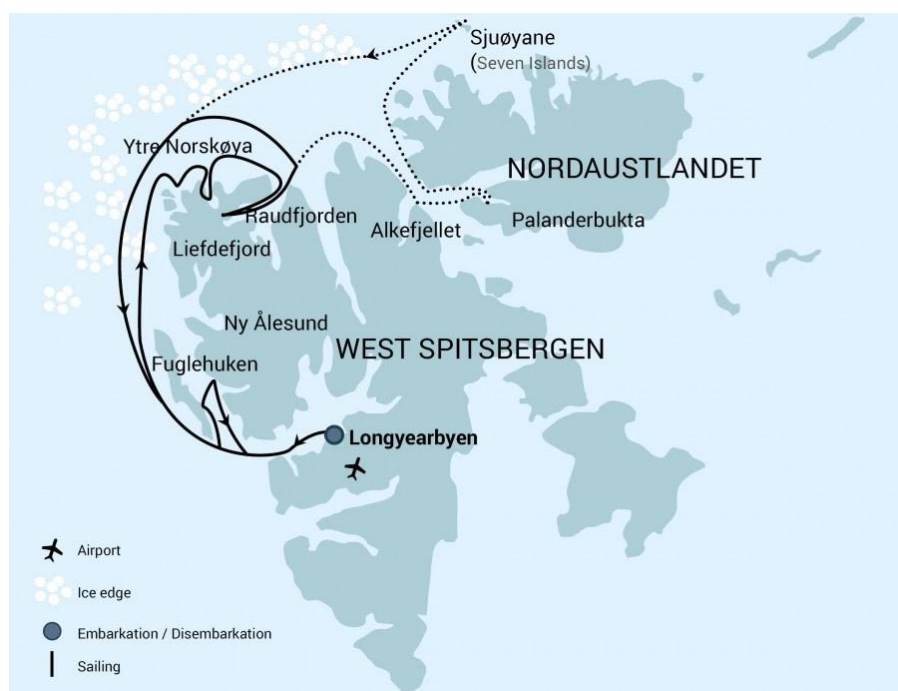 Sjuøyane
(Seven Islands)
Ytre Norskøya
NORDAUSTLANDET
Raudfjorden
Palanderbukta
Alkefjellet
Liefdefjord
Ny Ålesund
WEST SPITSBERGEN
Fuglehuken
Longyearbyen
Airport
Ice edge
Embarkation / Disembarkation
Sailing